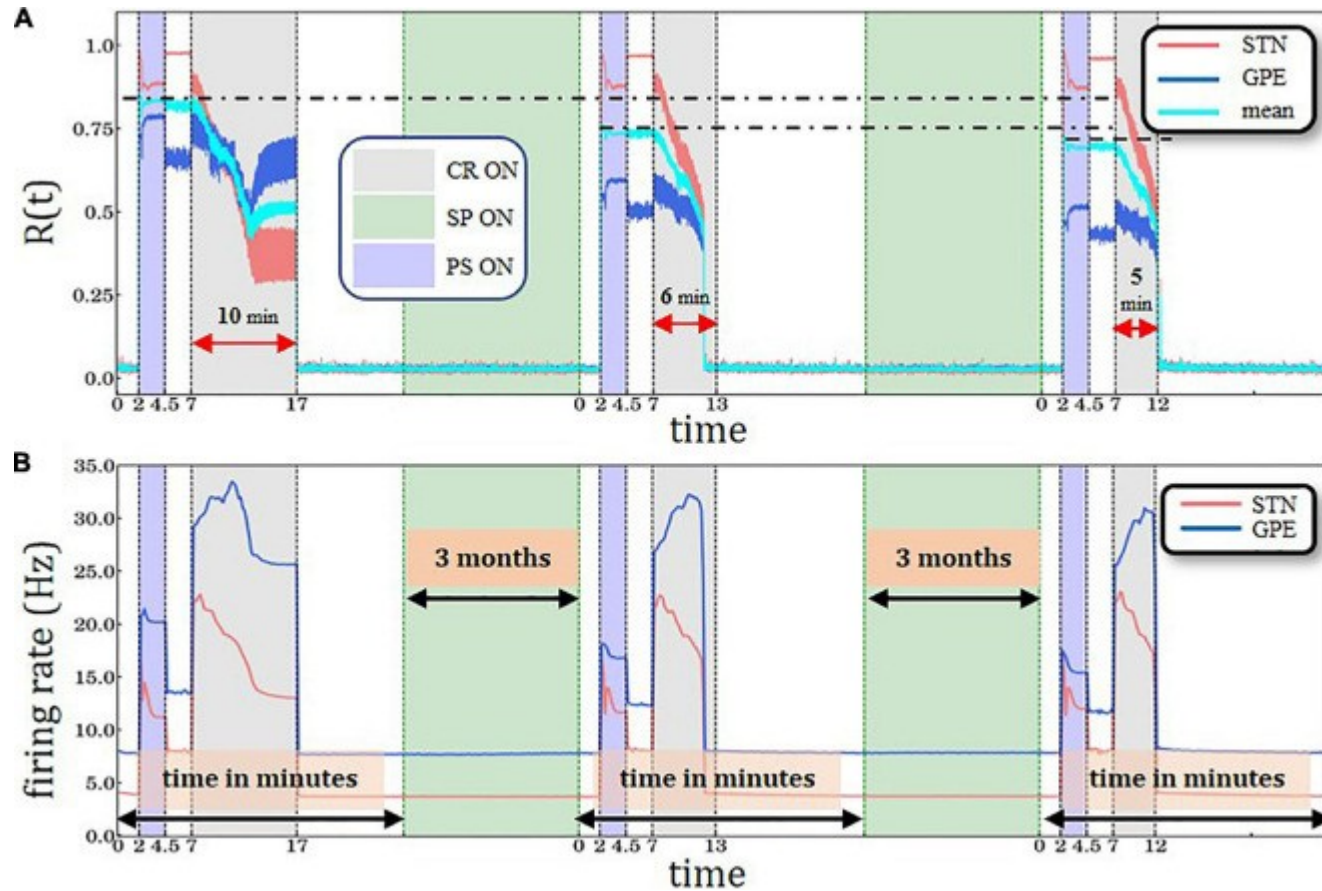 A
R(t)
1.0
0.75
0.5
0.25
0.0
STN
GPE
mean
CR ON
SP ON
PS ON
10 min
6 min
5
min
0 2 4.5 7 17 0 2 4.5 7 13 0 2 4.5 7 12
time
B
firing rate (Hz)
35.0
30.0
25.0
20.0
15.0
10.0
5.0
0.0
STN
GPE
3 months
3 months
time in minutes
time in minutes
time in minutes
0 2 4.5 7 17 0 2 4.5 7 13 0 2 4.5 7 12
time